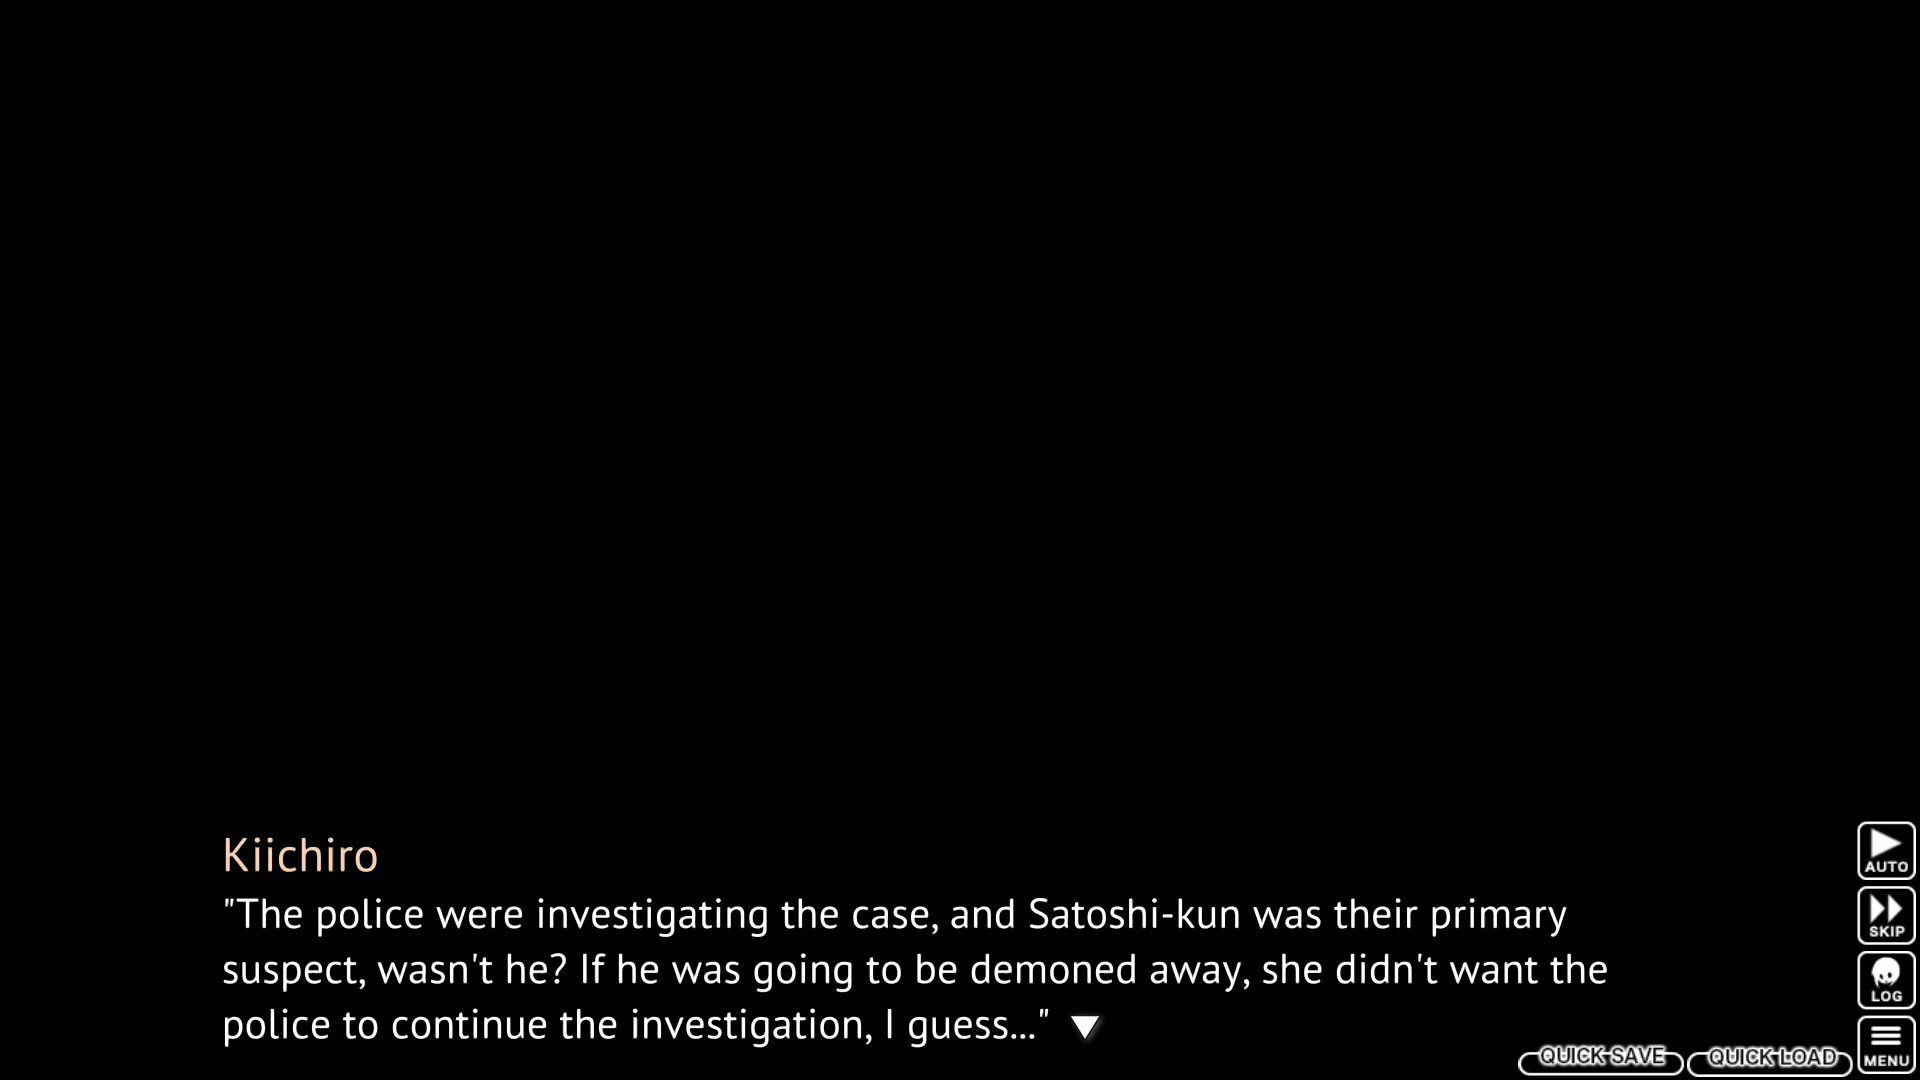 Kiichiro
"The police were investigating the case, and Satoshi-kun was their primary
suspect, wasn't he? If he was going to be demoned away, she didn't want the
police to continue the investigation, I guess..."
AUTO
SKIP
LOG
MENU
QUICK SAVE
QUICK LOAD